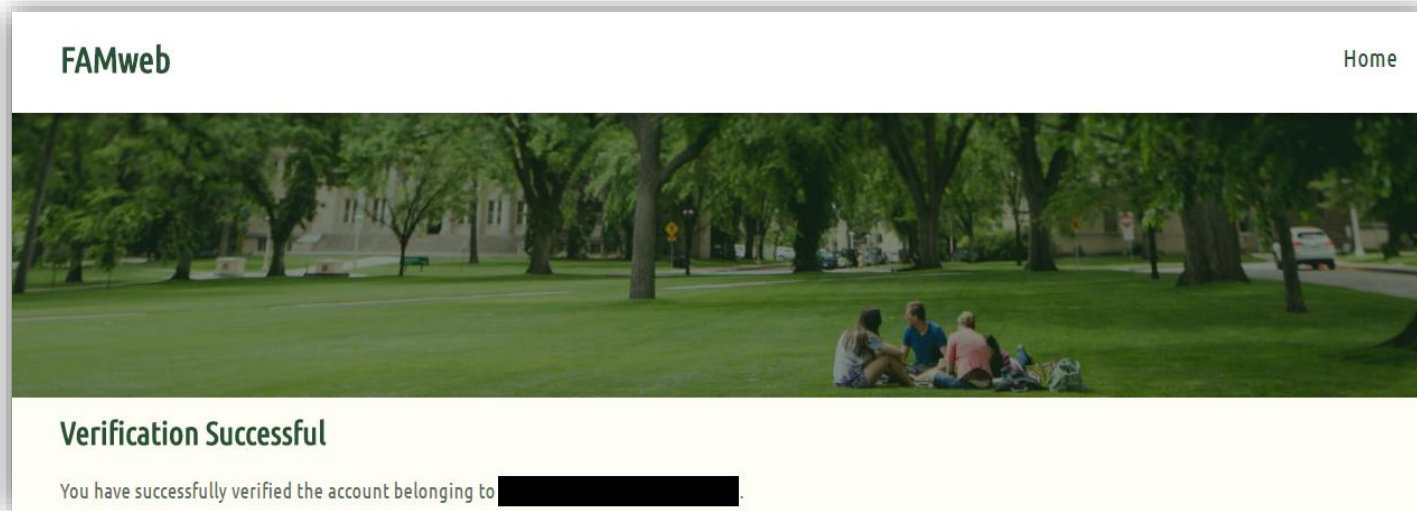 FAMweb
Home
Verification Successful
You have successfully verified the account belonging to .